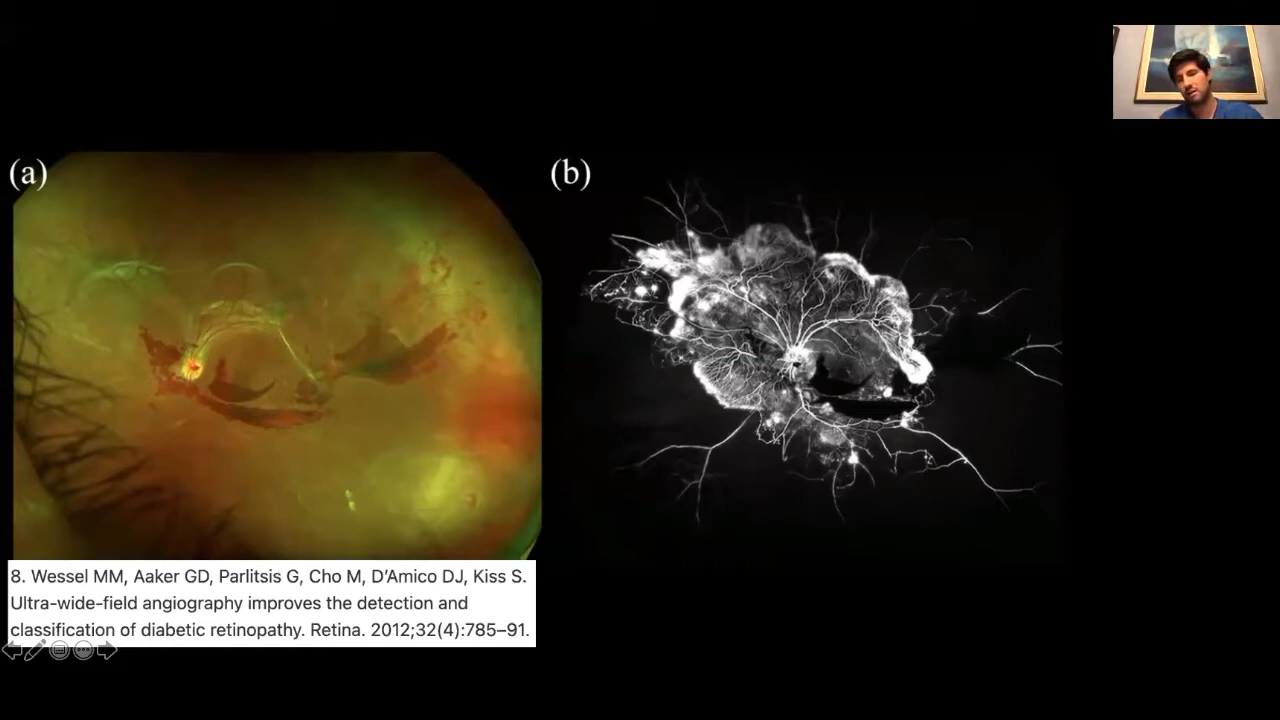 (a)
(b)
8. Wessel MM, Aaker GD, Parlitsis G, Cho M, D’Amico DJ, Kiss S.
Ultra-wide-field angiography improves the detection and
classification of diabetic retinopathy. Retina. 2012;32(4):785–91.